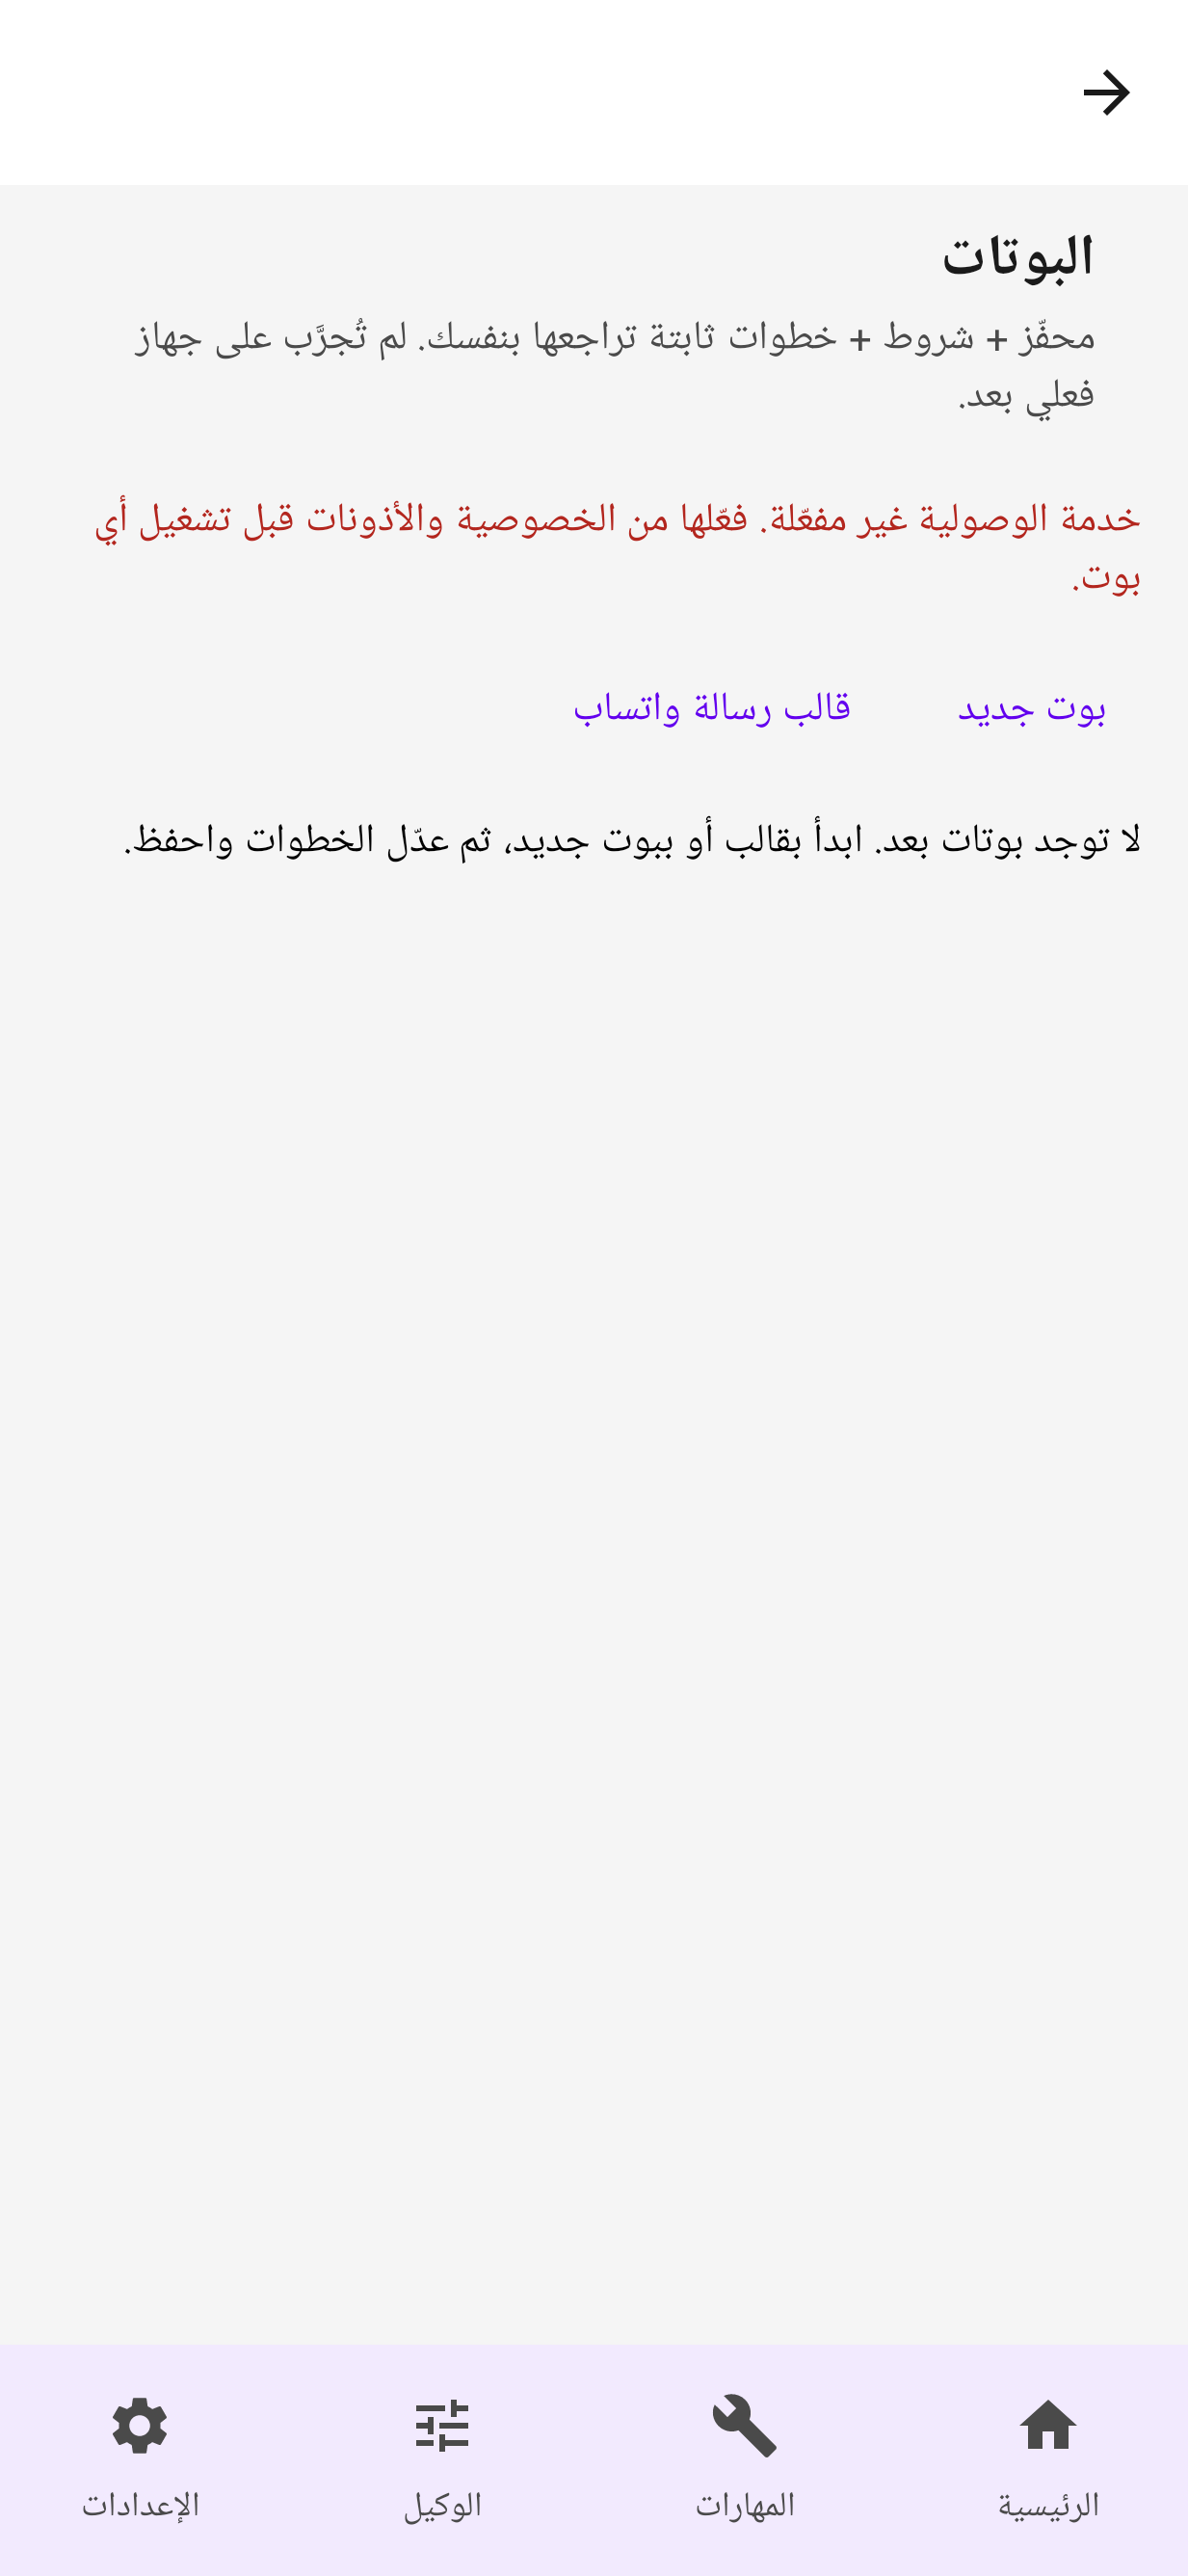 البوتات
محفّز + شروط + خطوات ثابتة تراجعها بنفسك. لم تُجرَّب على جهاز
فعلي بعد.
خدمة الوصولية غير مفعّلة. فعّلها من الخصوصية والأذونات قبل تشغيل أي
بوت.
بوت جديد
قالب رسالة واتساب
لا توجد بوتات بعد. ابدأ بقالب أو ببوت جديد، ثم عدّل الخطوات واحفظ.
الرئيسية
المهارات
الوكيل
الإعدادات